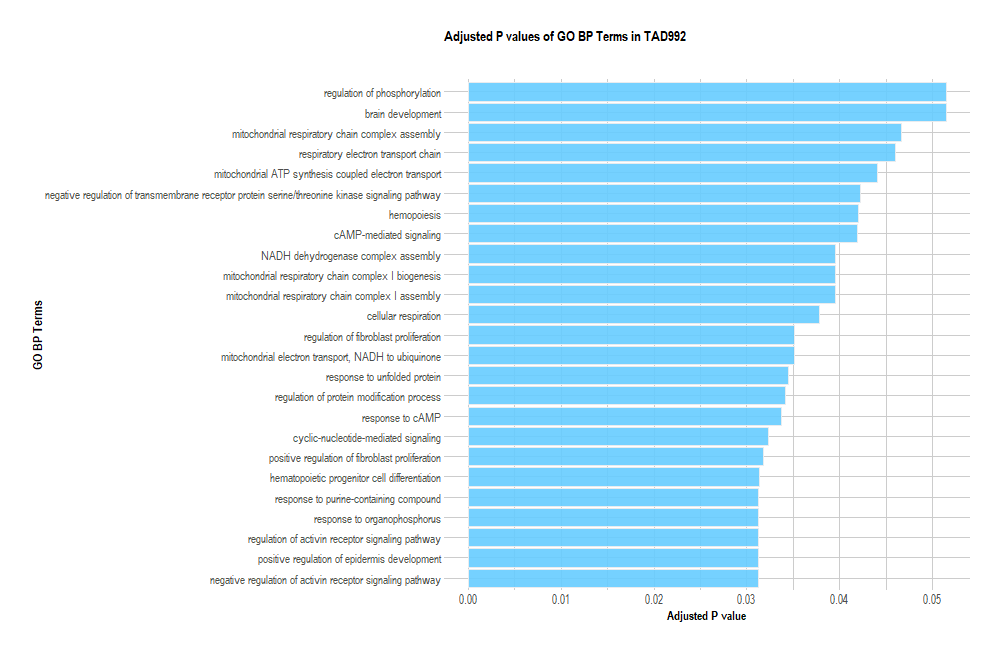 Adjusted P values of GO BP Terms in TAD992
GO BP Terms
regulation of phosphorylation
brain development
mitochondrial respiratory chain complex assembly
respiratory electron transport chain
mitochondrial ATP synthesis coupled electron transport
negative regulation of transmembrane receptor protein serine/threonine kinase signaling pathway
hemopoiesis
cAMP-mediated signaling
NADH dehydrogenase complex assembly
mitochondrial respiratory chain complex I biogenesis
mitochondrial respiratory chain complex I assembly
cellular respiration
regulation of fibroblast proliferation
mitochondrial electron transport, NADH to ubiquinone
response to unfolded protein
regulation of protein modification process
response to cAMP
cyclic-nucleotide-mediated signaling
positive regulation of fibroblast proliferation
hematopoietic progenitor cell differentiation
response to purine-containing compound
response to organophosphorus
regulation of activin receptor signaling pathway
positive regulation of epidermis development
negative regulation of activin receptor signaling pathway
0.00 0.01 0.02 0.03 0.04 0.05
Adjusted P value